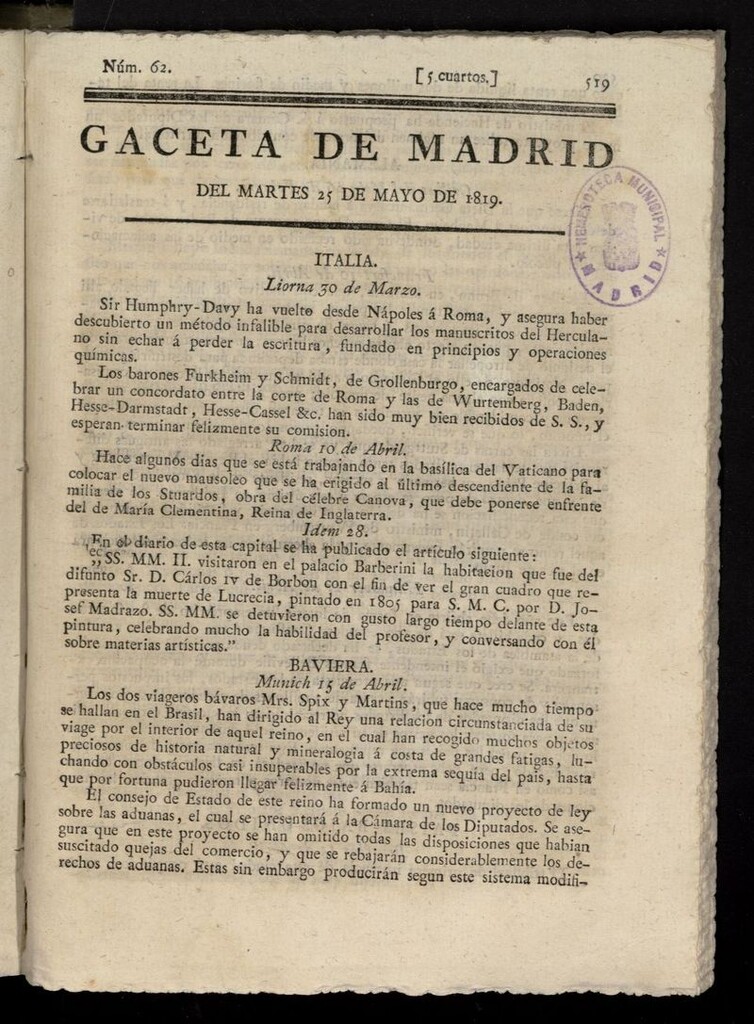 Núm. 62. [5 cuartos.] 519
GACETA DE MADRID
DEL MARTES 25 DE MAYO DE 1819.
HEMEROTECA MUNICIPAL
MADRID
ITALIA.
Liorna 30 de Marzo.
Sir Humphry-Davy ha vuelto desde Nápoles á Roma, y asegura haber
descubierto un método infalible para desarrollar los manuscritos del Hercula-
no sin echar á perder la escritura, fundado en principios y operaciones
químicas.
Los barones Furkheim y Schmidt, de Grollenburgo, encargados de cele-
brar un concordato entre la corte de Roma y las de Wurtemberg, Baden,
Hesse-Darmstadt, Hesse-Cassel &c. han sido muy bien recibidos de S. S., y
esperan terminar felizmente su comision.
Roma 10 de Abril.
Hace algunos dias que se está trabajando en la basílica del Vaticano para
colocar el nuevo mausoleo que se ha erigido al último descendiente de la fa-
milia de los Stuardos, obra del célebre Canova, que debe ponerse enfrente
del de María Clementina, Reina de Inglaterra.
Idem 28.
En el diario de esta capital se ha publicado el artículo siguiente:
„SS. MM. II. visitaron en el palacio Barberini la habitacion que fue del
difunto Sr. D. Cárlos IV de Borbon con el fin de ver el gran cuadro que re-
presenta la muerte de Lucrecia, pintado en 1805 para S. M. C. por D. Jo-
sef Madrazo. SS. MM. se detuvieron con gusto largo tiempo delante de esta
pintura, celebrando mucho la habilidad del profesor, y conversando con él
sobre materias artísticas.”
BAVIERA.
Munich 15 de Abril.
Los dos viageros bávaros Mrs. Spix y Martins, que hace mucho tiempo
se hallan en el Brasil, han dirigido al Rey una relacion circunstanciada de su
viage por el interior de aquel reino, en el cual han recogido muchos objetos
preciosos de historia natural y mineralogia á costa de grandes fatigas, lu-
chando con obstáculos casi insuperables por la extrema sequía del pais, hasta
que por fortuna pudieron llegar felizmente á Bahía.
El consejo de Estado de este reino ha formado un nuevo proyecto de ley
sobre las aduanas, el cual se presentará á la Cámara de los Diputados. Se ase-
gura que en este proyecto se han omitido todas las disposiciones que habian
suscitado quejas del comercio, y que se rebajarán considerablemente los de-
rechos de aduanas. Estas sin embargo producirán segun este sistema modifi-